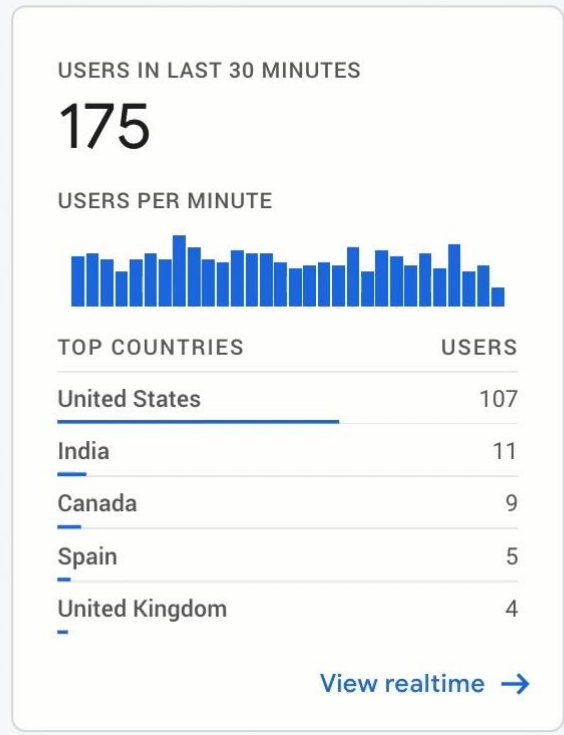 USERS IN LAST 30 MINUTES
175
USERS PER MINUTE
TOP COUNTRIES USERS
United States 107
India 11
Canada 9
Spain 5
United Kingdom 4
View realtime →